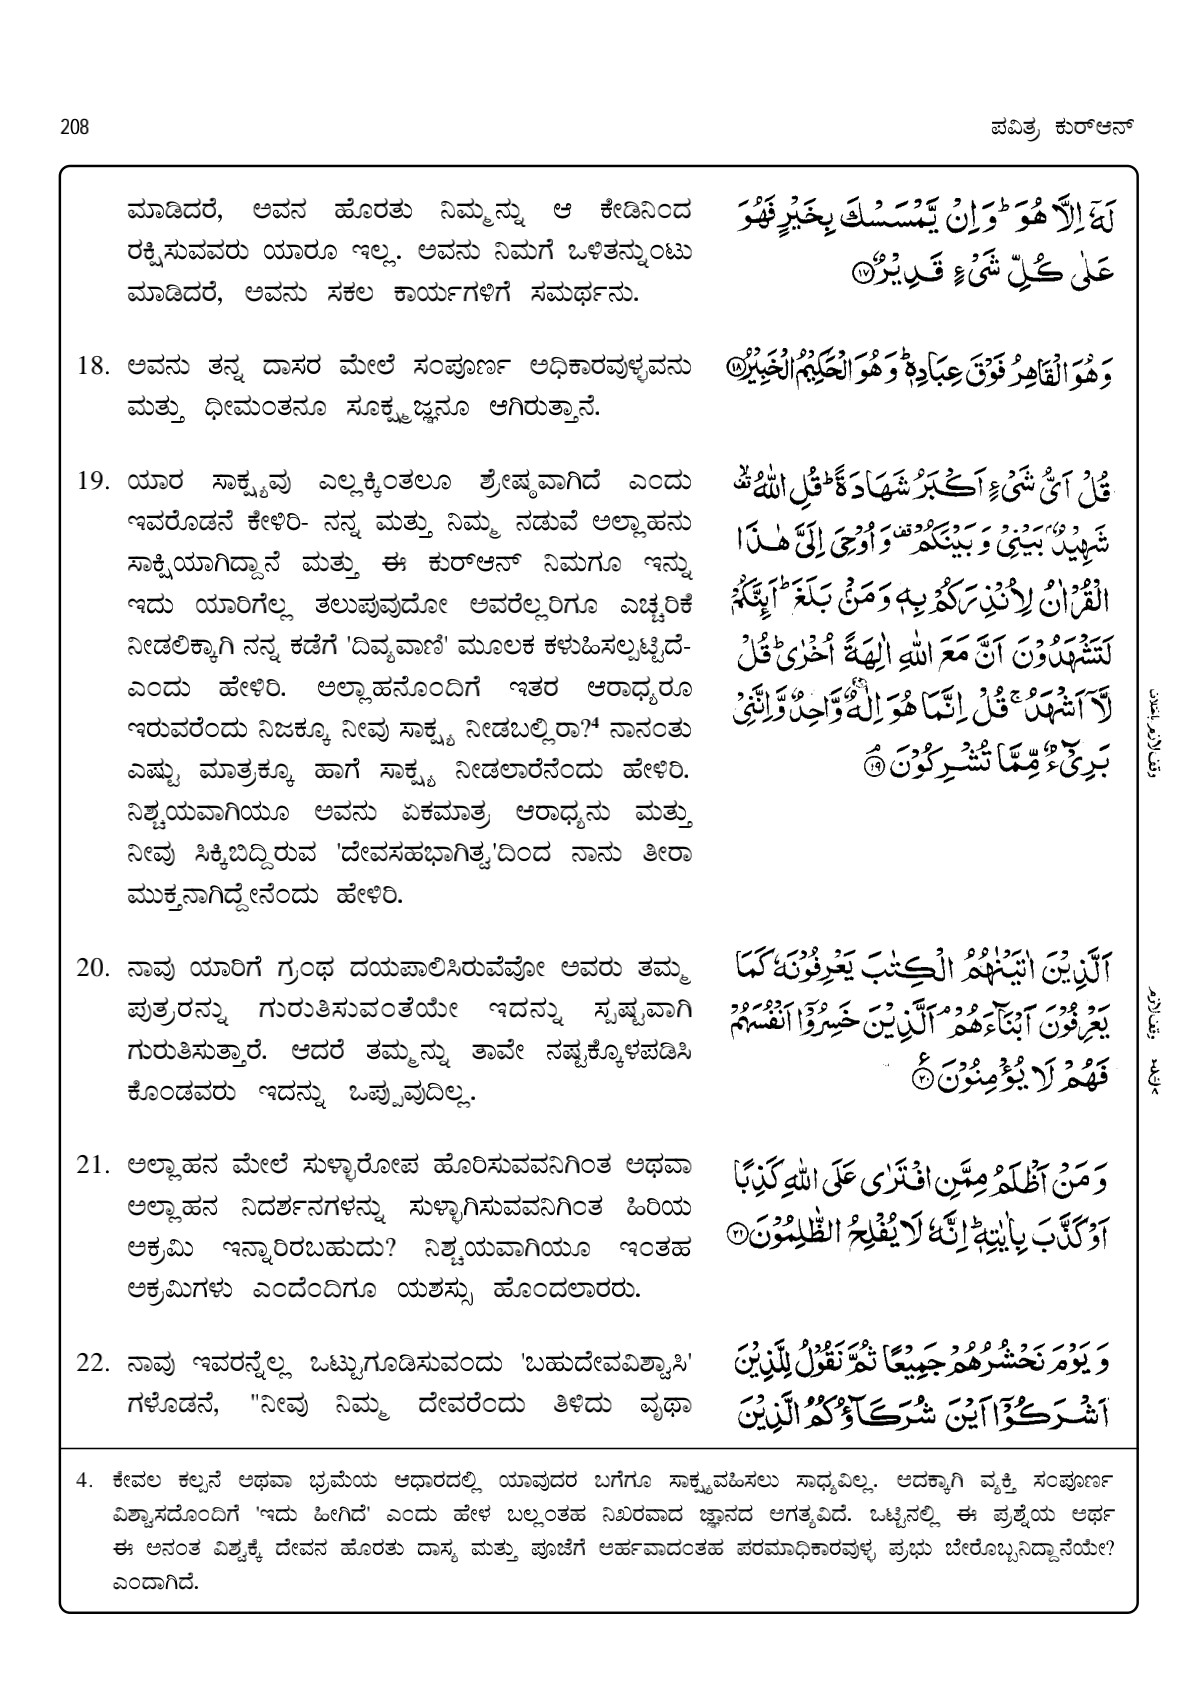 208
ಪವಿತ್ರ ಕುರ್‌ಆನ್
ಮಾಡಿದರೆ, ಅವನ ಹೊರತು ನಿಮ್ಮನ್ನು ಆ ಕೇಡಿನಿಂದ
ರಕ್ಷಿಸುವವರು ಯಾರೂ ಇಲ್ಲ. ಅವನು ನಿಮಗೆ ಒಳಿತನ್ನುಂಟು
ಮಾಡಿದರೆ, ಅವನು ಸಕಲ ಕಾರ್ಯಗಳಿಗೆ ಸಮರ್ಥನು.
لَهٗۤ اِلَّا هُوَ ؕ وَ اِنْ یَّمْسَسْكَ بِخَیْرٍ فَهُوَ
عَلٰی كُلِّ شَیْءٍ قَدِیْرٌ ۝۱۷
18. ಅವನು ತನ್ನ ದಾಸರ ಮೇಲೆ ಸಂಪೂರ್ಣ ಅಧಿಕಾರವುಳ್ಳವನು
ಮತ್ತು ಧೀಮಂತನೂ ಸೂಕ್ಷ್ಮಜ್ಞನೂ ಆಗಿರುತ್ತಾನೆ.
وَ هُوَ الْقَاهِرُ فَوْقَ عِبَادِهٖ ؕ وَ هُوَ الْحَكِیْمُ الْخَبِیْرُ ۝۱۸
19. ಯಾರ ಸಾಕ್ಷ್ಯವು ಎಲ್ಲಕ್ಕಿಂತಲೂ ಶ್ರೇಷ್ಠವಾಗಿದೆ ಎಂದು
ಇವರೊಡನೆ ಕೇಳಿರಿ- ನನ್ನ ಮತ್ತು ನಿಮ್ಮ ನಡುವೆ ಅಲ್ಲಾಹನು
ಸಾಕ್ಷಿಯಾಗಿದ್ದಾನೆ ಮತ್ತು ಈ ಕುರ್‌ಆನ್ ನಿಮಗೂ ಇನ್ನು
ಇದು ಯಾರಿಗೆಲ್ಲ ತಲುಪುವುದೋ ಅವರೆಲ್ಲರಿಗೂ ಎಚ್ಚರಿಕೆ
ನೀಡಲಿಕ್ಕಾಗಿ ನನ್ನ ಕಡೆಗೆ 'ದಿವ್ಯವಾಣಿ' ಮೂಲಕ ಕಳುಹಿಸಲ್ಪಟ್ಟಿದೆ-
ಎಂದು ಹೇಳಿರಿ. ಅಲ್ಲಾಹನೊಂದಿಗೆ ಇತರ ಆರಾಧ್ಯರೂ
ಇರುವರೆಂದು ನಿಜಕ್ಕೂ ನೀವು ಸಾಕ್ಷ್ಯ ನೀಡಬಲ್ಲಿರಾ?⁴ ನಾನಂತು
ಎಷ್ಟು ಮಾತ್ರಕ್ಕೂ ಹಾಗೆ ಸಾಕ್ಷ್ಯ ನೀಡಲಾರೆನೆಂದು ಹೇಳಿರಿ.
ನಿಶ್ಚಯವಾಗಿಯೂ ಅವನು ಏಕಮಾತ್ರ ಆರಾಧ್ಯನು ಮತ್ತು
ನೀವು ಸಿಕ್ಕಿಬಿದ್ದಿರುವ 'ದೇವಸಹಭಾಗಿತ್ವ'ದಿಂದ ನಾನು ತೀರಾ
ಮುಕ್ತನಾಗಿದ್ದೇನೆಂದು ಹೇಳಿರಿ.
قُلْ اَیُّ شَیْءٍ اَكْبَرُ شَهَادَةً ؕ قُلِ اللّٰهُ ۙ۫
شَهِیْدٌۢ بَیْنِیْ وَ بَیْنَكُمْ ۫ وَ اُوْحِیَ اِلَیَّ هٰذَا
الْقُرْاٰنُ لِاُنْذِرَكُمْ بِهٖ وَ مَنْۢ بَلَغَ ؕ اَىِٕنَّكُمْ
لَتَشْهَدُوْنَ اَنَّ مَعَ اللّٰهِ اٰلِهَةً اُخْرٰی ؕ قُلْ
لَّاۤ اَشْهَدُ ۚ قُلْ اِنَّمَا هُوَ اِلٰهٌ وَّاحِدٌ وَّ اِنَّنِیْ
بَرِیْٓءٌ مِّمَّا تُشْرِكُوْنَ ۝۱۹
20. ನಾವು ಯಾರಿಗೆ ಗ್ರಂಥ ದಯಪಾಲಿಸಿರುವೆವೋ ಅವರು ತಮ್ಮ
ಪುತ್ರರನ್ನು ಗುರುತಿಸುವಂತೆಯೇ ಇದನ್ನು ಸ್ಪಷ್ಟವಾಗಿ
ಗುರುತಿಸುತ್ತಾರೆ. ಆದರೆ ತಮ್ಮನ್ನು ತಾವೇ ನಷ್ಟಕ್ಕೊಳಪಡಿಸಿ
ಕೊಂಡವರು ಇದನ್ನು ಒಪ್ಪುವುದಿಲ್ಲ.
اَلَّذِیْنَ اٰتَیْنٰهُمُ الْكِتٰبَ یَعْرِفُوْنَهٗ كَمَا
یَعْرِفُوْنَ اَبْنَآءَهُمْ ۘ اَلَّذِیْنَ خَسِرُوْۤا اَنْفُسَهُمْ
فَهُمْ لَا یُؤْمِنُوْنَ ۝۲۰
21. ಅಲ್ಲಾಹನ ಮೇಲೆ ಸುಳ್ಳಾರೋಪ ಹೊರಿಸುವವನಿಗಿಂತ ಅಥವಾ
ಅಲ್ಲಾಹನ ನಿದರ್ಶನಗಳನ್ನು ಸುಳ್ಳಾಗಿಸುವವನಿಗಿಂತ ಹಿರಿಯ
ಅಕ್ರಮಿ ಇನ್ನಾರಿರಬಹುದು? ನಿಶ್ಚಯವಾಗಿಯೂ ಇಂತಹ
ಅಕ್ರಮಿಗಳು ಎಂದೆಂದಿಗೂ ಯಶಸ್ಸು ಹೊಂದಲಾರರು.
وَ مَنْ اَظْلَمُ مِمَّنِ افْتَرٰی عَلَی اللّٰهِ كَذِبًا
اَوْ كَذَّبَ بِاٰیٰتِهٖ ؕ اِنَّهٗ لَا یُفْلِحُ الظّٰلِمُوْنَ ۝۲۱
22. ನಾವು ಇವರನ್ನೆಲ್ಲ ಒಟ್ಟುಗೂಡಿಸುವಂದು 'ಬಹುದೇವವಿಶ್ವಾಸಿ'
ಗಳೊಡನೆ, "ನೀವು ನಿಮ್ಮ ದೇವರೆಂದು ತಿಳಿದು ವೃಥಾ
وَ یَوْمَ نَحْشُرُهُمْ جَمِیْعًا ثُمَّ نَقُوْلُ لِلَّذِیْنَ
اَشْرَكُوْۤا اَیْنَ شُرَكَآؤُكُمُ الَّذِیْنَ
4. ಕೇವಲ ಕಲ್ಪನೆ ಅಥವಾ ಭ್ರಮೆಯ ಆಧಾರದಲ್ಲಿ ಯಾವುದರ ಬಗೆಗೂ ಸಾಕ್ಷ್ಯವಹಿಸಲು ಸಾಧ್ಯವಿಲ್ಲ. ಅದಕ್ಕಾಗಿ ವ್ಯಕ್ತಿ ಸಂಪೂರ್ಣ
ವಿಶ್ವಾಸದೊಂದಿಗೆ 'ಇದು ಹೀಗಿದೆ' ಎಂದು ಹೇಳ ಬಲ್ಲಂತಹ ನಿಖರವಾದ ಜ್ಞಾನದ ಅಗತ್ಯವಿದೆ. ಒಟ್ಟಿನಲ್ಲಿ ಈ ಪ್ರಶ್ನೆಯ ಅರ್ಥ
ಈ ಅನಂತ ವಿಶ್ವಕ್ಕೆ ದೇವನ ಹೊರತು ದಾಸ್ಯ ಮತ್ತು ಪೂಜೆಗೆ ಅರ್ಹವಾದಂತಹ ಪರಮಾಧಿಕಾರವುಳ್ಳ ಪ್ರಭು ಬೇರೊಬ್ಬನಿದ್ದಾನೆಯೇ?
ಎಂದಾಗಿದೆ.